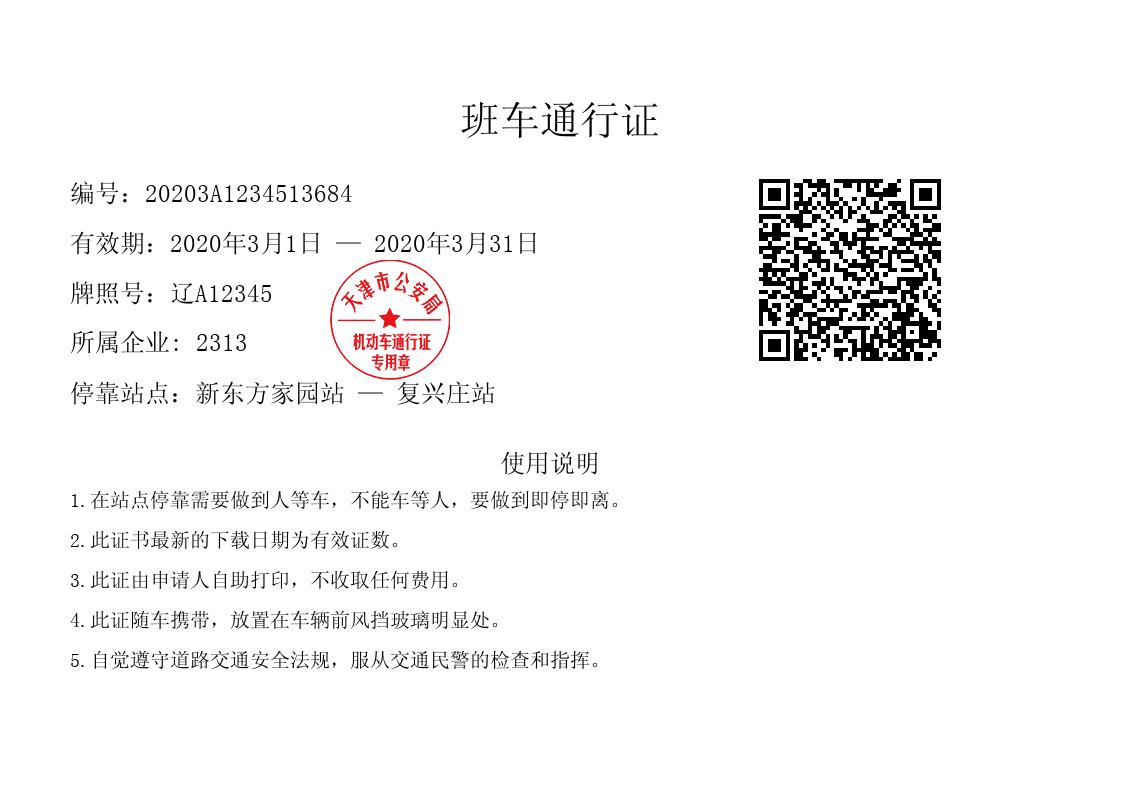 班车通行证
编号：20203A1234513684
有效期：2020年3月1日 — 2020年3月31日
牌照号：辽A12345
所属企业：2313
停靠站点：新东方家园站 — 复兴庄站
天津市公安局
机动车通行证
专用章
使用说明
1.在站点停靠需要做到人等车，不能车等人，要做到即停即离。
2.此证书最新的下载日期为有效证数。
3.此证由申请人自助打印，不收取任何费用。
4.此证随车携带，放置在车辆前风挡玻璃明显处。
5.自觉遵守道路交通安全法规，服从交通民警的检查和指挥。